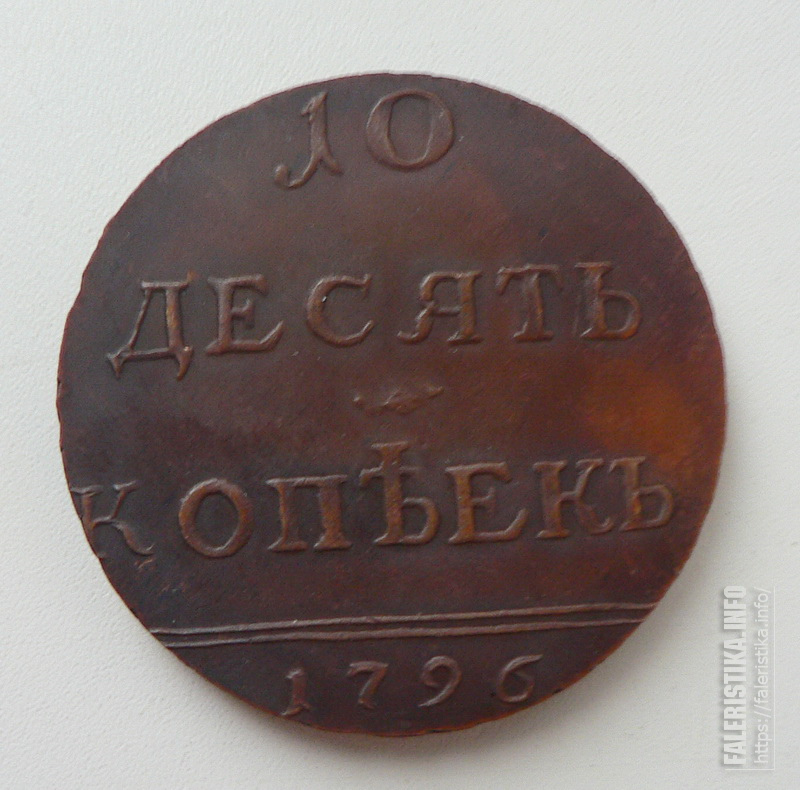 10
ДЕСЯТЬ
КОПѢЕКЪ
1796
FALERISTIKA.INFO
https://faleristika.info/